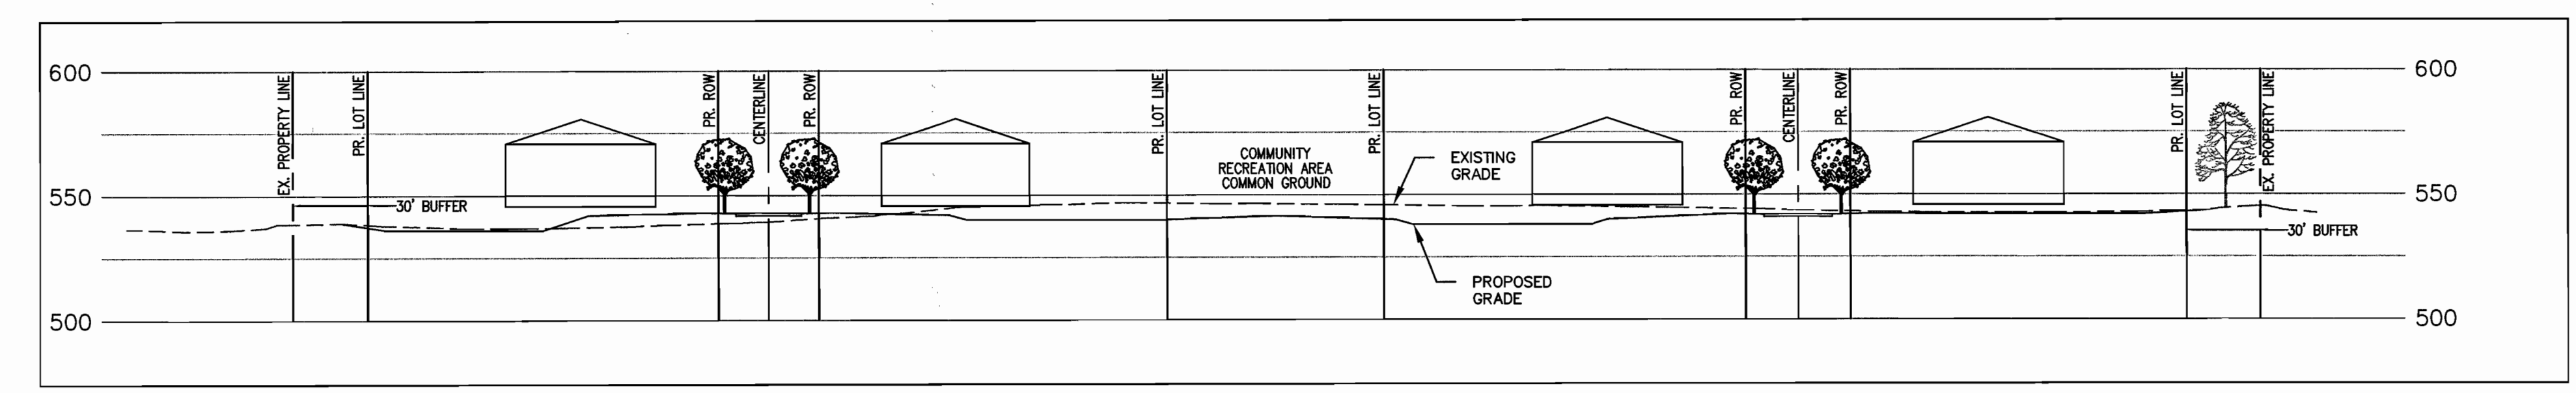 600
600
EX. PROPERTY LINE
PR. LOT LINE
PR. ROW
CENTERLINE
PR. ROW
PR. LOT LINE
PR. LOT LINE
PR. ROW
CENTERLINE
PR. ROW
PR. LOT LINE
EX. PROPERTY LINE
COMMUNITY
RECREATION AREA
COMMON GROUND
EXISTING
GRADE
550
550
30' BUFFER
30' BUFFER
PROPOSED
GRADE
500
500